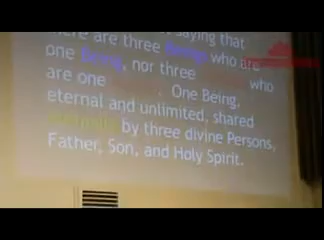 saying that
there are three Beings who are
one Being, nor three who
are one . One Being,
eternal and unlimited, shared
by three divine Persons,
Father, Son, and Holy Spirit.